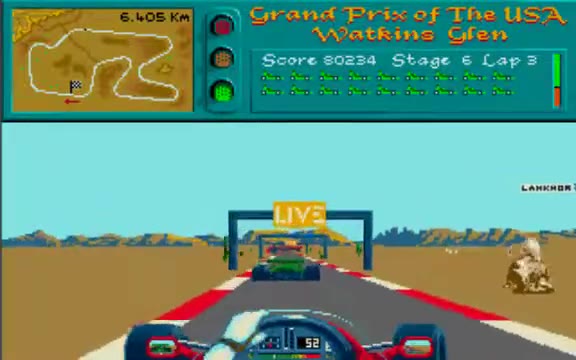 6.405 Km
Grand Prix of The USA
Watkins Glen
Score 80234 Stage 6 Lap 3
LIVE
52